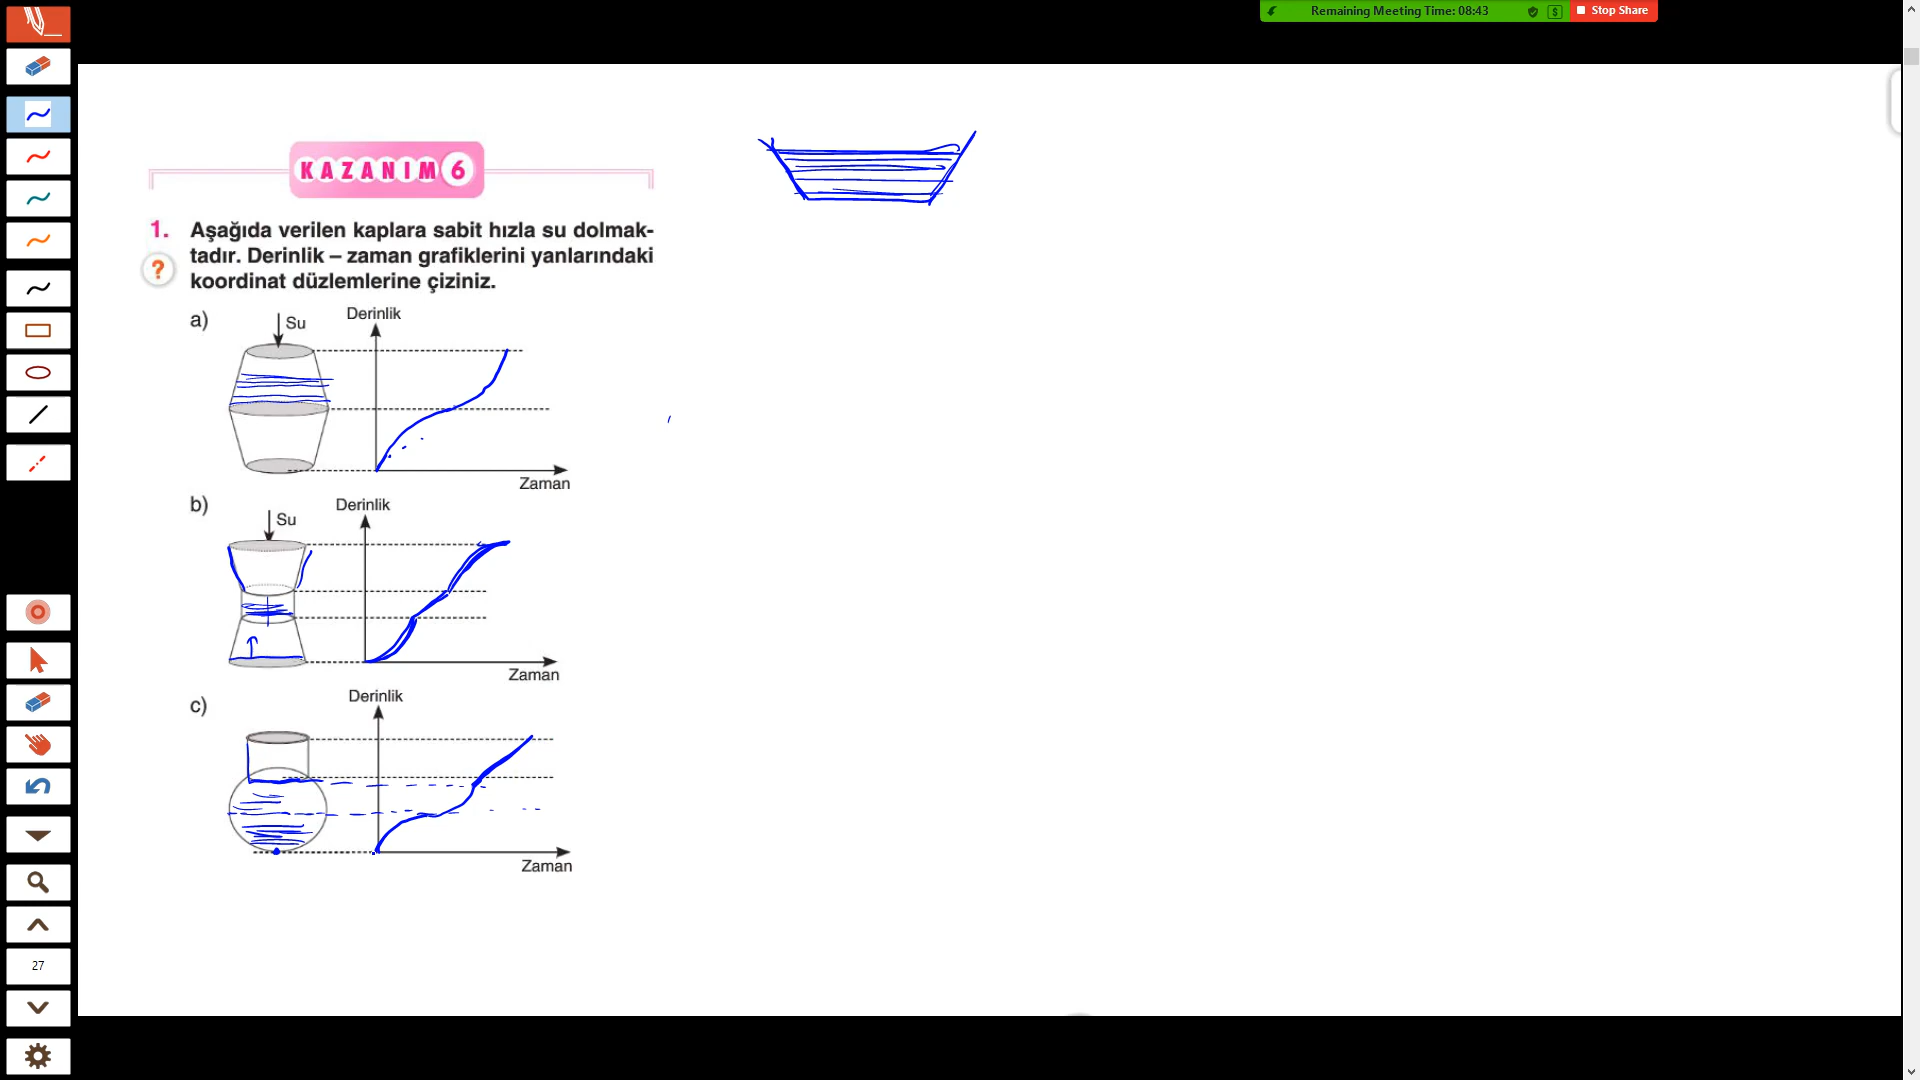 Remaining Meeting Time: 08:43
Stop Share
KAZANIM 6
1. Aşağıda verilen kaplara sabit hızla su dolmak-
tadır. Derinlik – zaman grafiklerini yanlarındaki
koordinat düzlemlerine çiziniz.
?
a)
Su
Derinlik
Zaman
b)
Su
Derinlik
Zaman
c)
Derinlik
Zaman
27